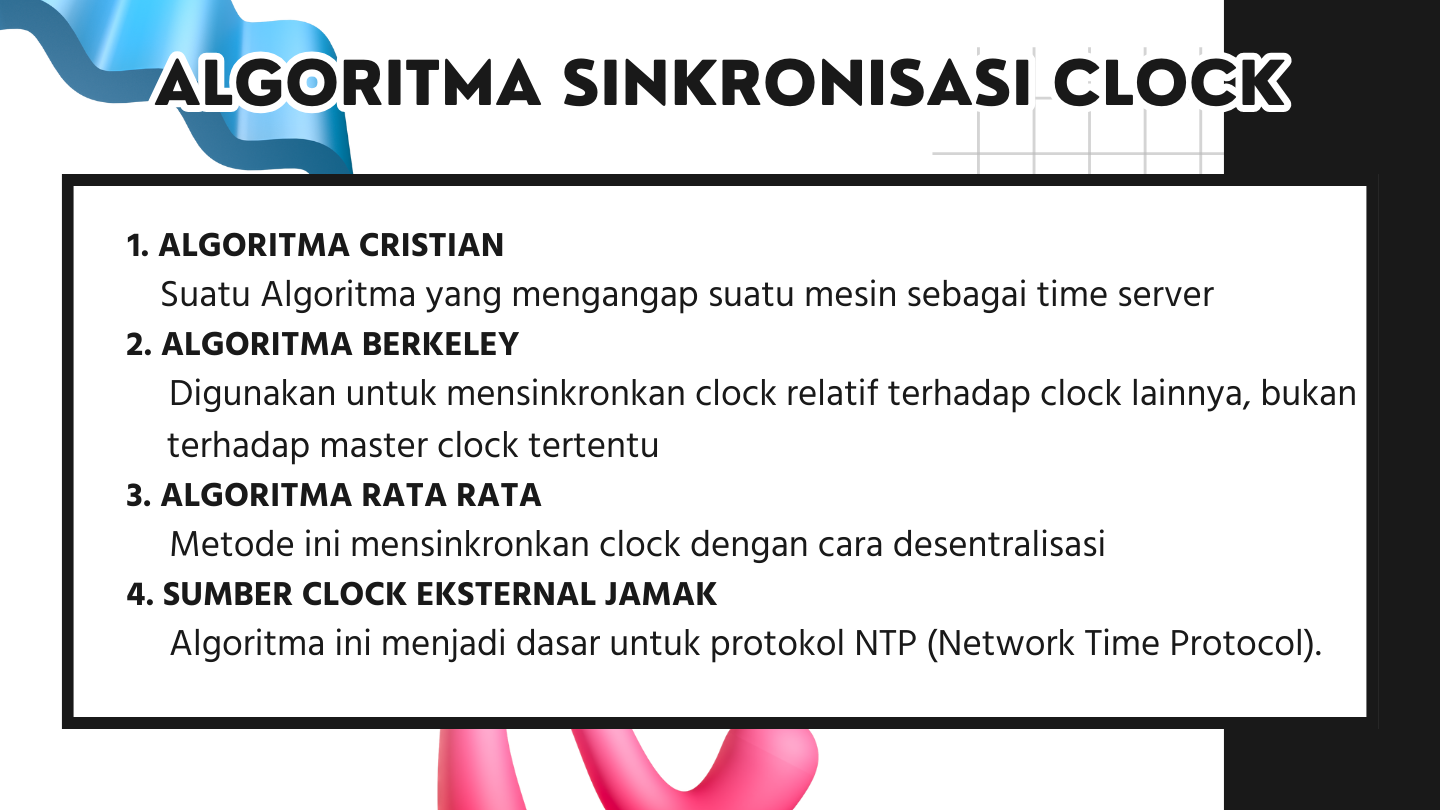 ALGORITMA SINKRONISASI CLOCK
1. ALGORITMA CRISTIAN
Suatu Algoritma yang mengangap suatu mesin sebagai time server
2. ALGORITMA BERKELEY
Digunakan untuk mensinkronkan clock relatif terhadap clock lainnya, bukan
terhadap master clock tertentu
3. ALGORITMA RATA RATA
Metode ini mensinkronkan clock dengan cara desentralisasi
4. SUMBER CLOCK EKSTERNAL JAMAK
Algoritma ini menjadi dasar untuk protokol NTP (Network Time Protocol).